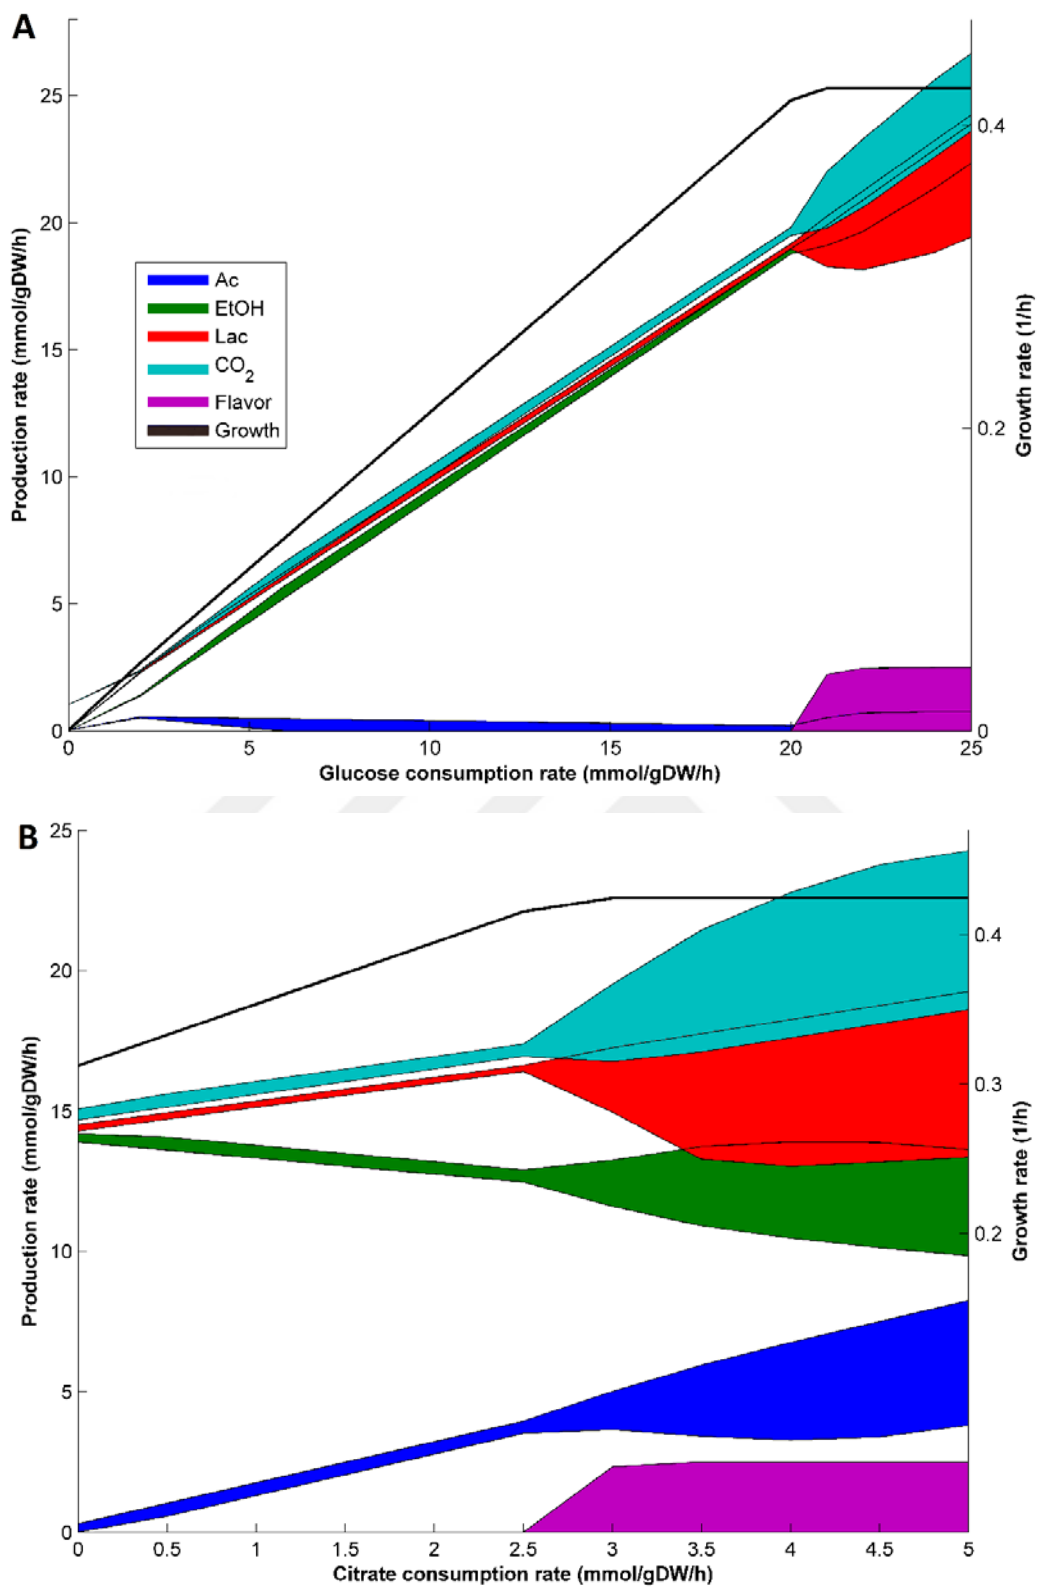 A
Production rate (mmol/gDW/h)
25
20
15
10
5
0
Ac
EtOH
Lac
CO2
Flavor
Growth
0.4
0.2
0
Growth rate (1/h)
0 5 10 15 20 25
Glucose consumption rate (mmol/gDW/h)
B
Production rate (mmol/gDW/h)
25
20
15
10
5
0
0.4
0.3
0.2
Growth rate (1/h)
0 0.5 1 1.5 2 2.5 3 3.5 4 4.5 5
Citrate consumption rate (mmol/gDW/h)